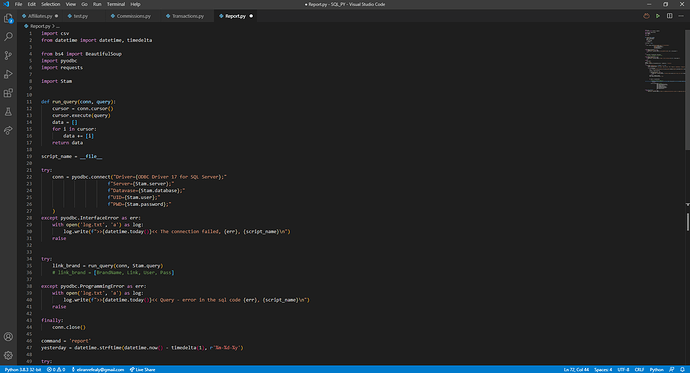 File Edit Selection View Go Run Terminal Help
● Report.py - SQL_PY - Visual Studio Code
Affiliates.py ● test.py Commissions.py Transactions.py Report.py ●
Report.py > ...
1 import csv
2 from datetime import datetime, timedelta
3
4 from bs4 import BeautifulSoup
5 import pyodbc
6 import requests
7
8 import Stam
9
10
11 def run_query(conn, query):
12 cursor = conn.cursor()
13 cursor.execute(query)
14 data = []
15 for i in cursor:
16 data += [i]
17 return data
18
19 script_name = __file__
20
21 try:
22 conn = pyodbc.connect("Driver={ODBC Driver 17 for SQL Server};"
23 f"Server={Stam.server};"
24 f"Datavase={Stam.database};"
25 f"UID={Stam.user};"
26 f"PWD={Stam.password};"
27 )
28 except pyodbc.InterfaceError as err:
29 with open('log.txt', 'a') as log:
30 log.write(f">>{datetime.today()}<< The connection failed, {err}, {script_name}\n")
31 raise
32
33
34 try:
35 link_brand = run_query(conn, Stam.query)
36 # link_brand = [BrandName, Link, User, Pass]
37
38 except pyodbc.ProgrammingError as err:
39 with open('log.txt', 'a') as log:
40 log.write(f">>{datetime.today()}<< Query - error in the sql code {err}, {script_name}\n")
41 raise
42
43 finally:
44 conn.close()
45
46 command = 'report'
47 yesterday = datetime.strftime(datetime.now() - timedelta(1), r'%m-%d-%y')
48
49 try:
Python 3.8.3 32-bit 0 0 Live Share
Ln 72, Col 44 Spaces: 4 UTF-8 CRLF Python